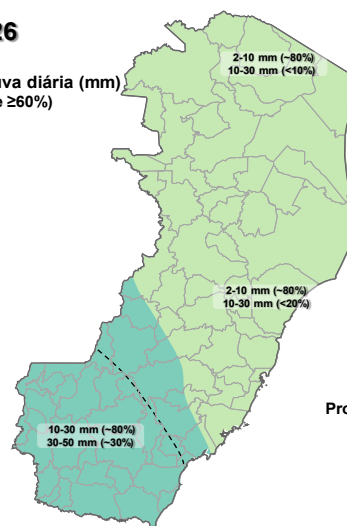 26
2-10 mm (~80%)
10-30 mm (<10%)
uva diária (mm)
e ≥60%)
2-10 mm (~80%)
10-30 mm (<20%)
Pro
10-30 mm (~80%)
30-50 mm (~30%)